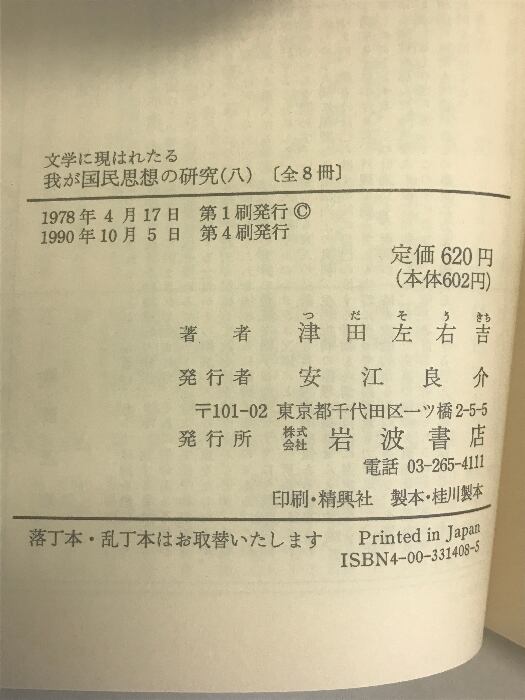 文学に現はれたる
我が国民思想の研究(八)〔全8冊〕
1978年4月17日 第1刷発行©
1990年10月5日 第4刷発行
定価620円
(本体602円)
つだそうきち
著者 津田左右吉
発行者 安江良介
〒101-02 東京都千代田区一ツ橋2-5-5
発行所 株式会社 岩波書店
電話 03-265-4111
印刷・精興社 製本・桂川製本
落丁本・乱丁本はお取替いたします Printed in Japan
ISBN4-00-331408-5